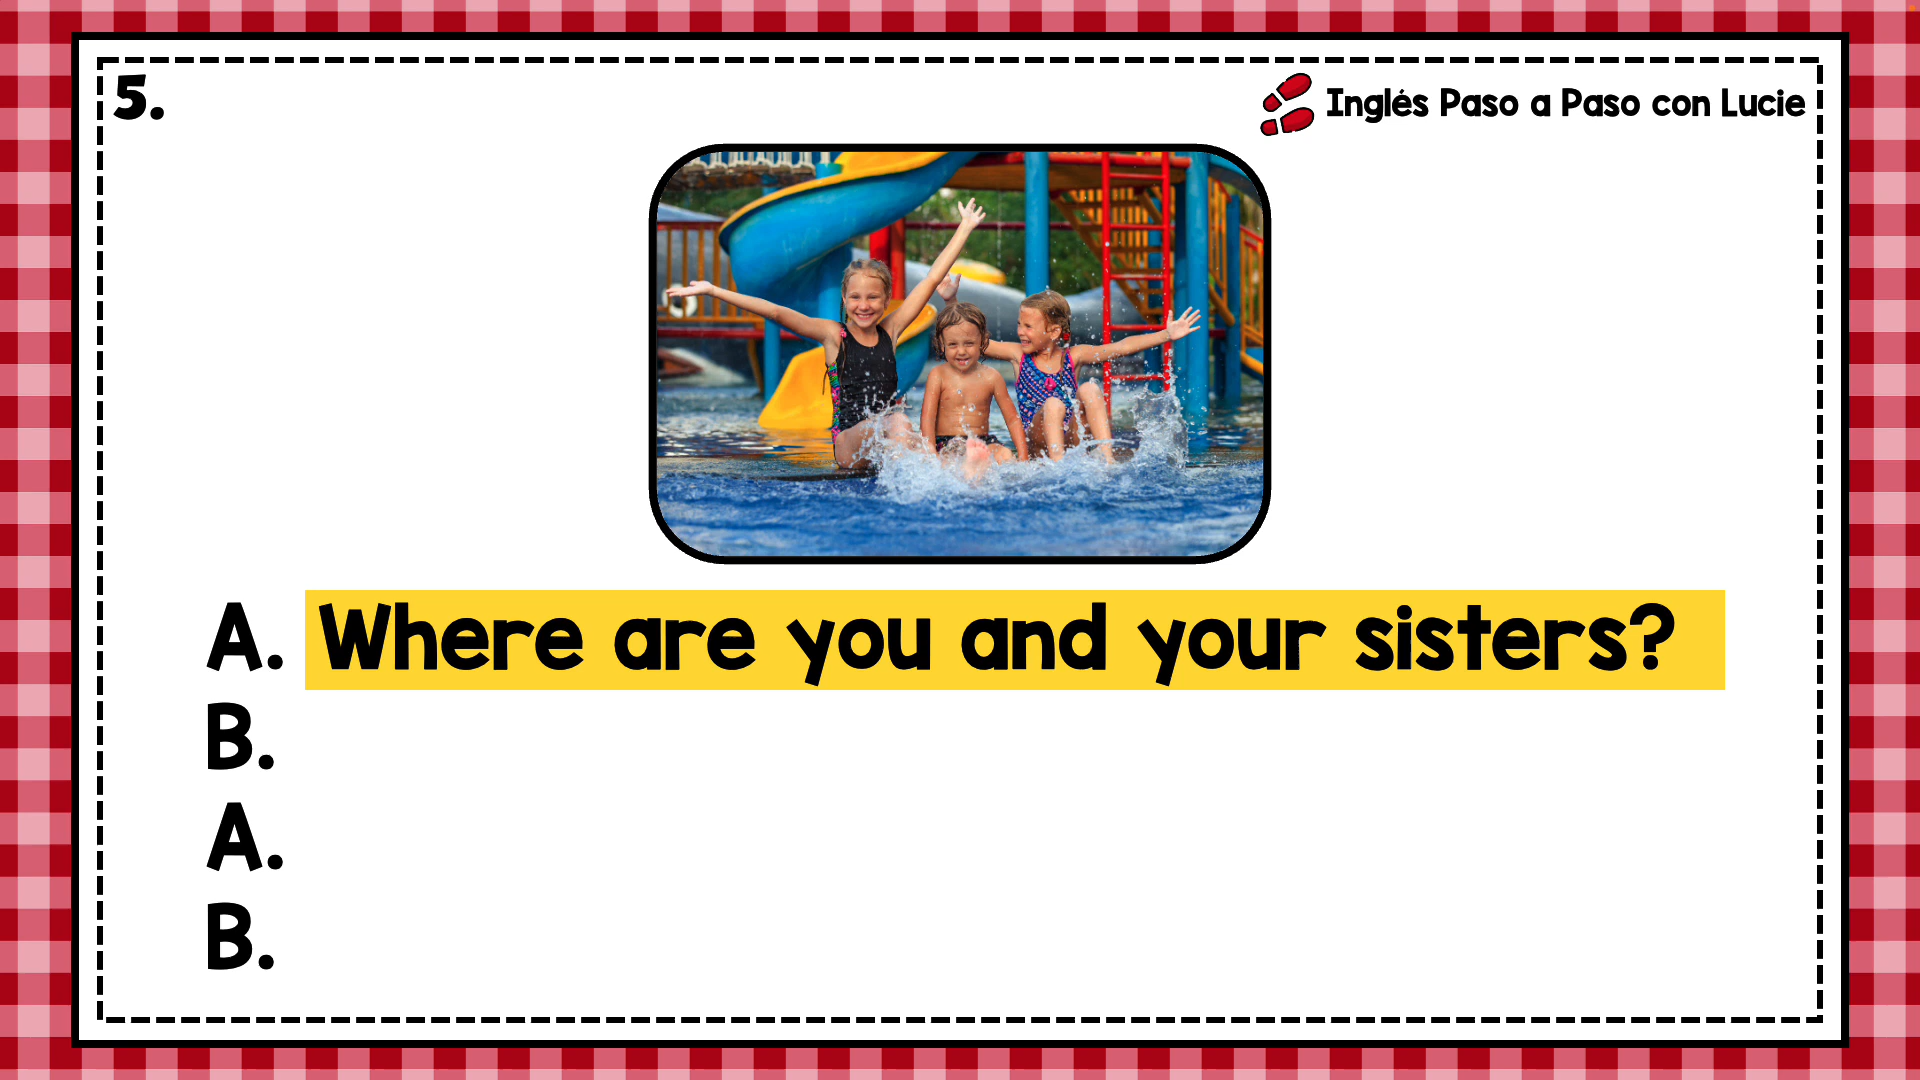 5.
Inglés Paso a Paso con Lucie
A. Where are you and your sisters?
B.
A.
B.